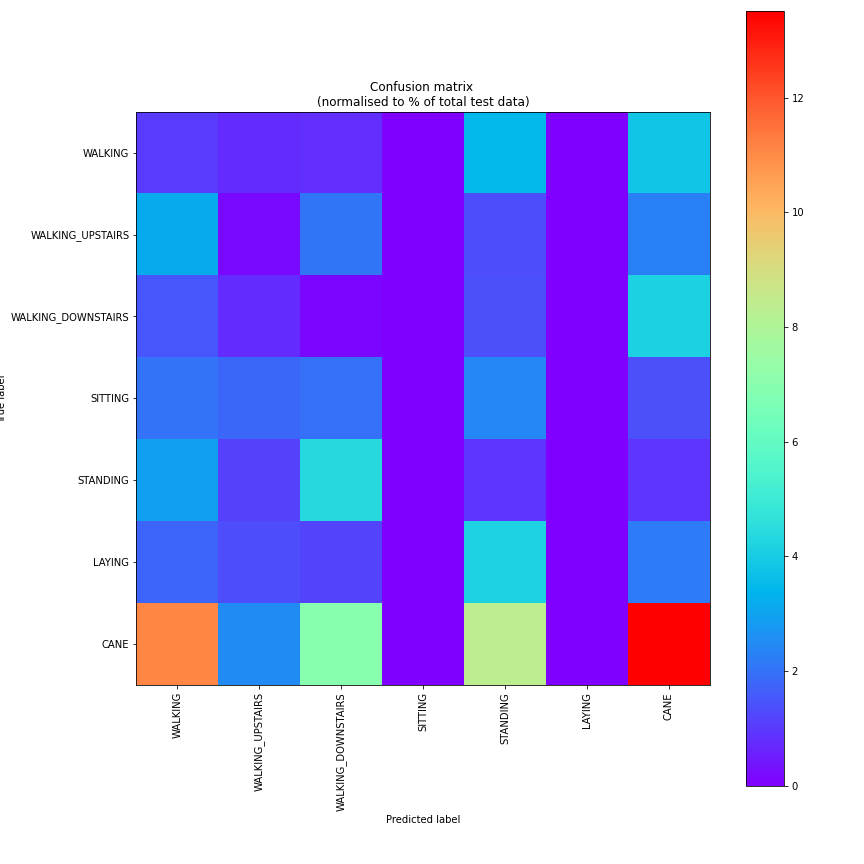 Confusion matrix
(normalised to % of total test data)
WALKING
WALKING_UPSTAIRS
WALKING_DOWNSTAIRS
SITTING
STANDING
LAYING
CANE
WALKING
WALKING_UPSTAIRS
WALKING_DOWNSTAIRS
SITTING
STANDING
LAYING
CANE
Predicted label
12
10
8
6
4
2
0